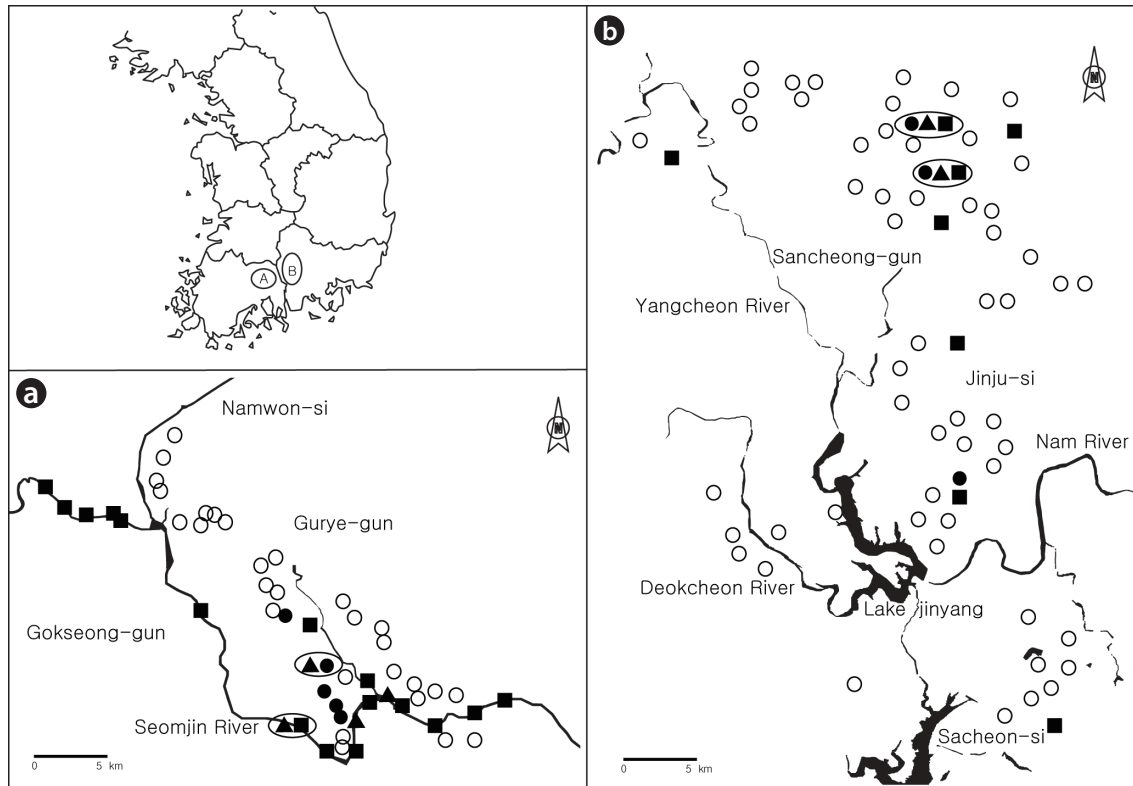 A
B
a
N
Namwon-si
Gurye-gun
Gokseong-gun
Seomjin River
0 5 km
b
N
Sancheong-gun
Yangcheon River
Jinju-si
Nam River
Deokcheon River
Lake jinyang
Sacheon-si
0 5 km